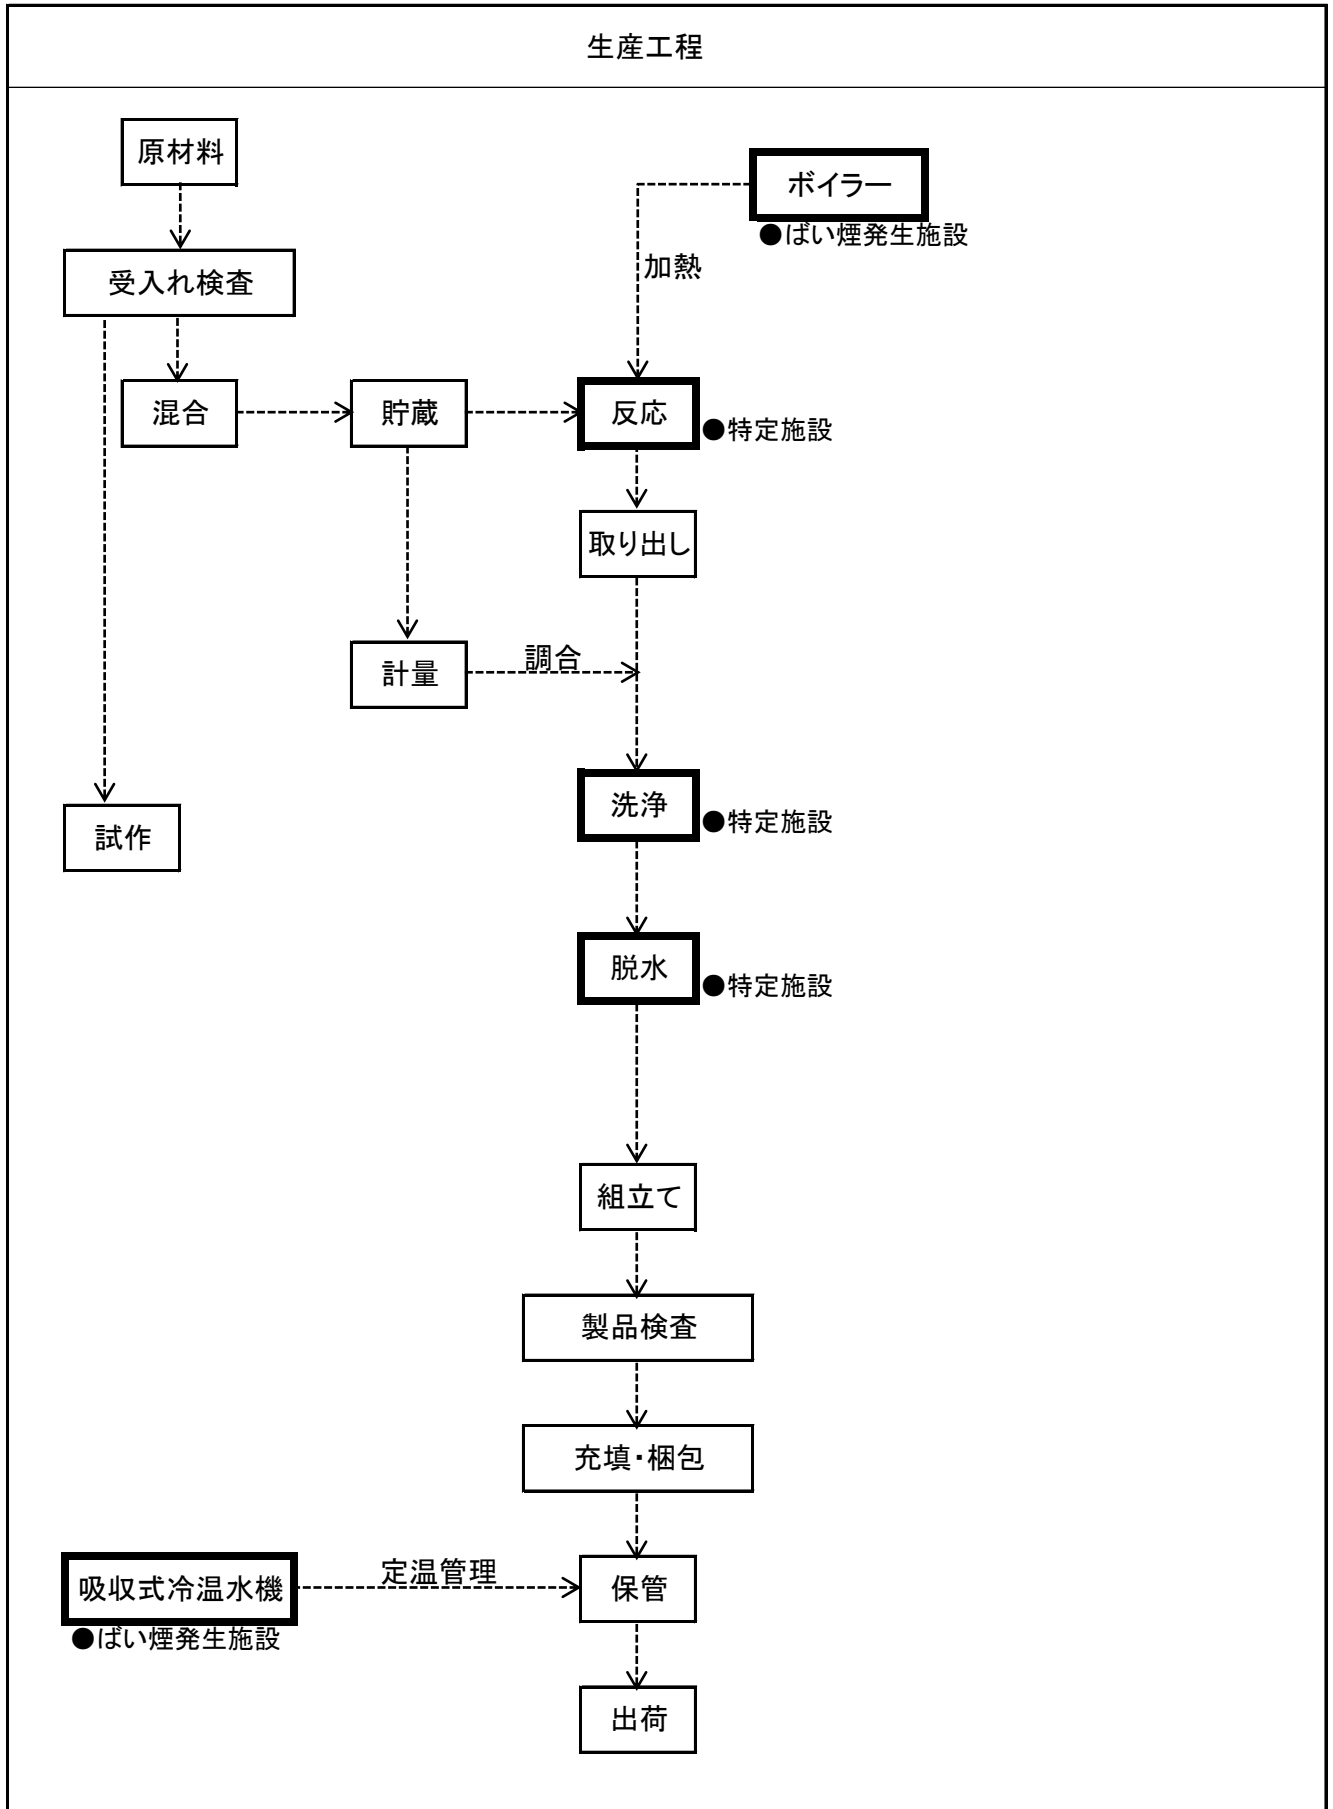 生産工程
原材料
ボイラー
●ばい煙発生施設
加熱
受入れ検査
混合
貯蔵
反応
●特定施設
取り出し
計量
調合
洗浄
●特定施設
試作
脱水
●特定施設
組立て
製品検査
充填・梱包
吸収式冷温水機
●ばい煙発生施設
定温管理
保管
出荷